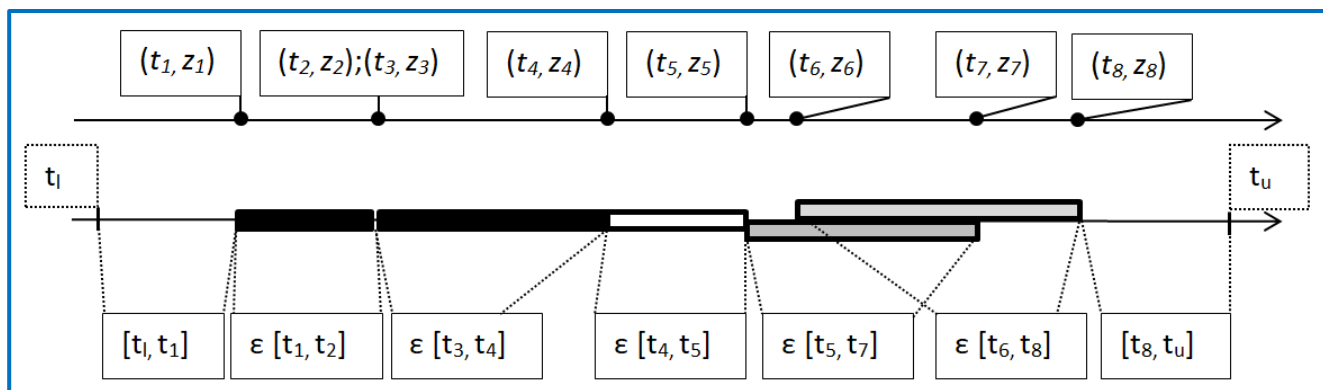 (t₁, z₁)
(t₂, z₂);(t₃, z₃)
(t₄, z₄)
(t₅, z₅)
(t₆, z₆)
(t₇, z₇)
(t₈, z₈)
tₗ
tᵤ
[tₗ, t₁]
ε [t₁, t₂]
ε [t₃, t₄]
ε [t₄, t₅]
ε [t₅, t₇]
ε [t₆, t₈]
[t₈, tᵤ]